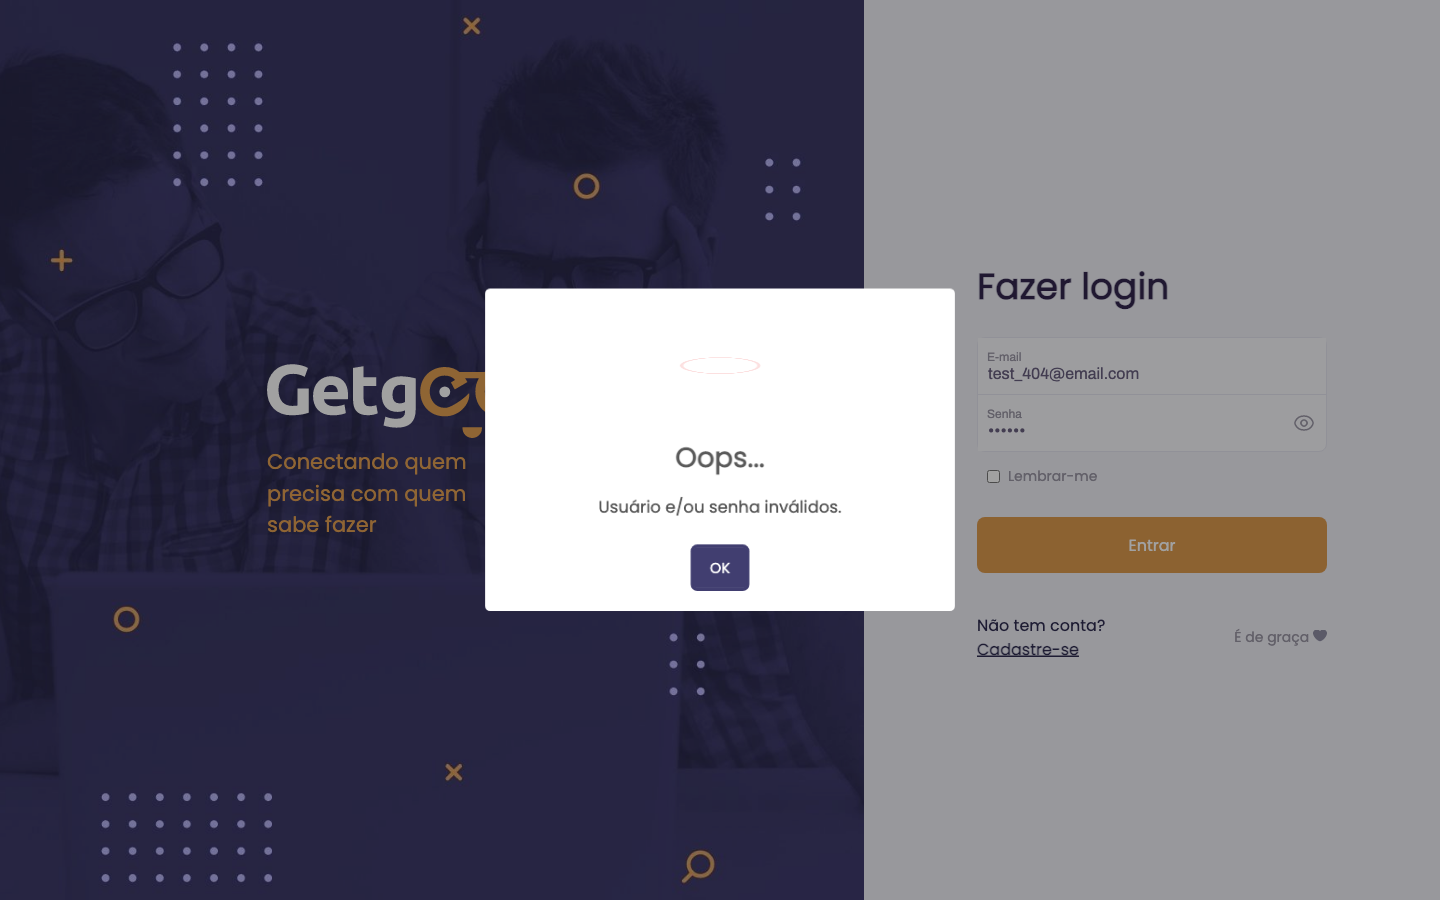 Getg
Conectando quem
precisa com quem
sabe fazer
Oops...
Usuário e/ou senha inválidos.
OK
Fazer login
E-mail
test_404@email.com
Senha
••••••
Lembrar-me
Entrar
Não tem conta?
Cadastre-se
É de graça